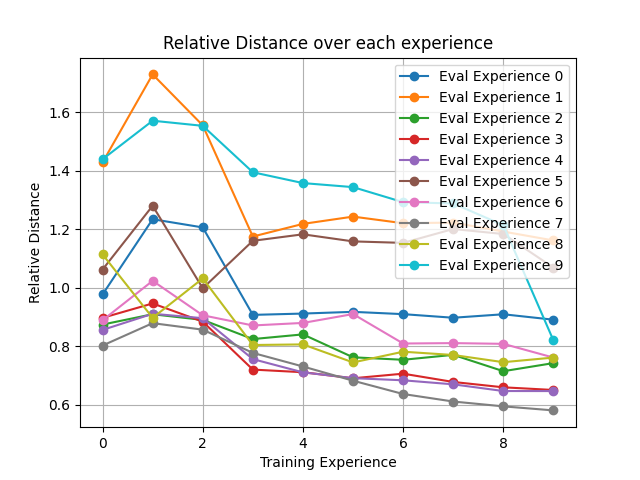 Relative Distance over each experience
Relative Distance
1.6
1.4
1.2
1.0
0.8
0.6
Eval Experience 0
Eval Experience 1
Eval Experience 2
Eval Experience 3
Eval Experience 4
Eval Experience 5
Eval Experience 6
Eval Experience 7
Eval Experience 8
Eval Experience 9
0 2 4 6 8
Training Experience